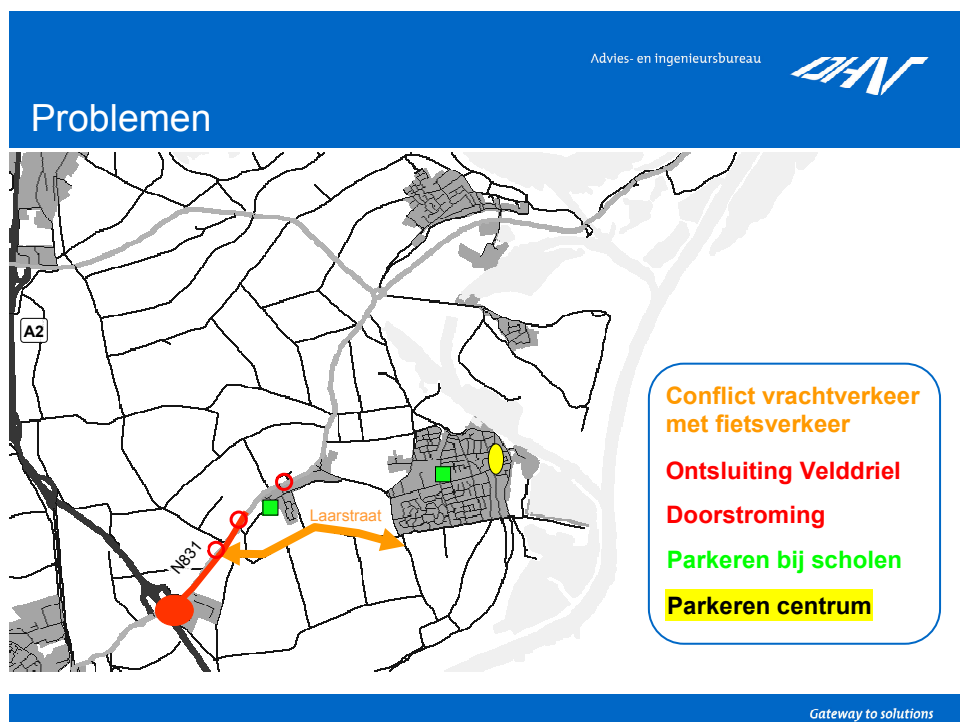 Advies- en ingenieursbureau
DHV
Problemen
A2
Laarstraat
N831
Conflict vrachtverkeer
met fietsverkeer
Ontsluiting Velddriel
Doorstroming
Parkeren bij scholen
Parkeren centrum
Gateway to solutions